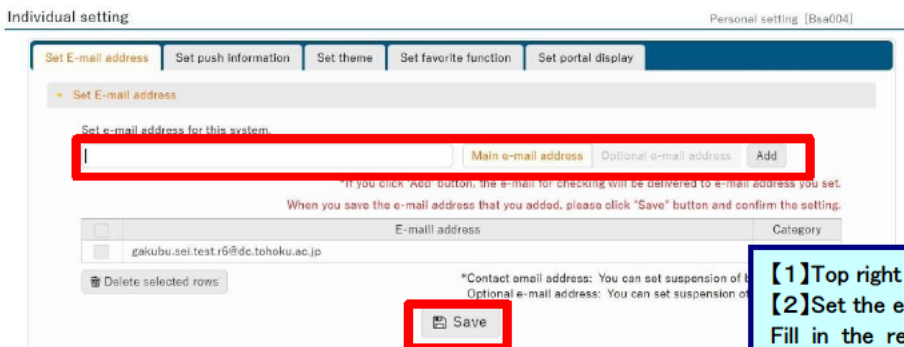 Individual setting
Personal setting [Bsa004]
Set E-mail address
Set push information
Set theme
Set favorite function
Set portal display
Set E-mail address
Set e-mail address for this system.
Main e-mail address
Optional e-mail address
Add
*If you click 'Add' button, the e-mail for checking will be delivered to e-mail address you set.
When you save the e-mail address that you added, please click "Save" button and confirm the setting.
E-maill address
Category
gakubu.sei.test.r6@dc.tohoku.ac.jp
Delete selected rows
*Contact email address: You can set suspension of
Optional e-mail address: You can set suspension of
Save
【1】Top right
【2】Set the e
Fill in the re